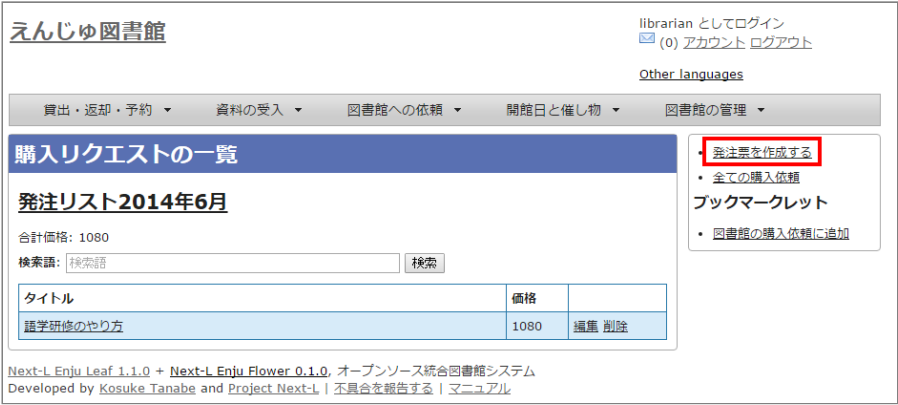 えんじゅ図書館
librarian としてログイン
(0) アカウント ログアウト
Other languages
貸出・返却・予約 ▼ 資料の受入 ▼ 図書館への依頼 ▼ 開館日と催し物 ▼ 図書館の管理 ▼
購入リクエストの一覧
発注リスト2014年6月
合計価格: 1080
検索語: 検索語 検索
タイトル 価格
語学研修のやり方 1080 編集 削除
• 発注票を作成する
• 全ての購入依頼
ブックマークレット
• 図書館の購入依頼に追加
Next-L Enju Leaf 1.1.0 + Next-L Enju Flower 0.1.0, オープンソース統合図書館システム
Developed by Kosuke Tanabe and Project Next-L | 不具合を報告する | マニュアル